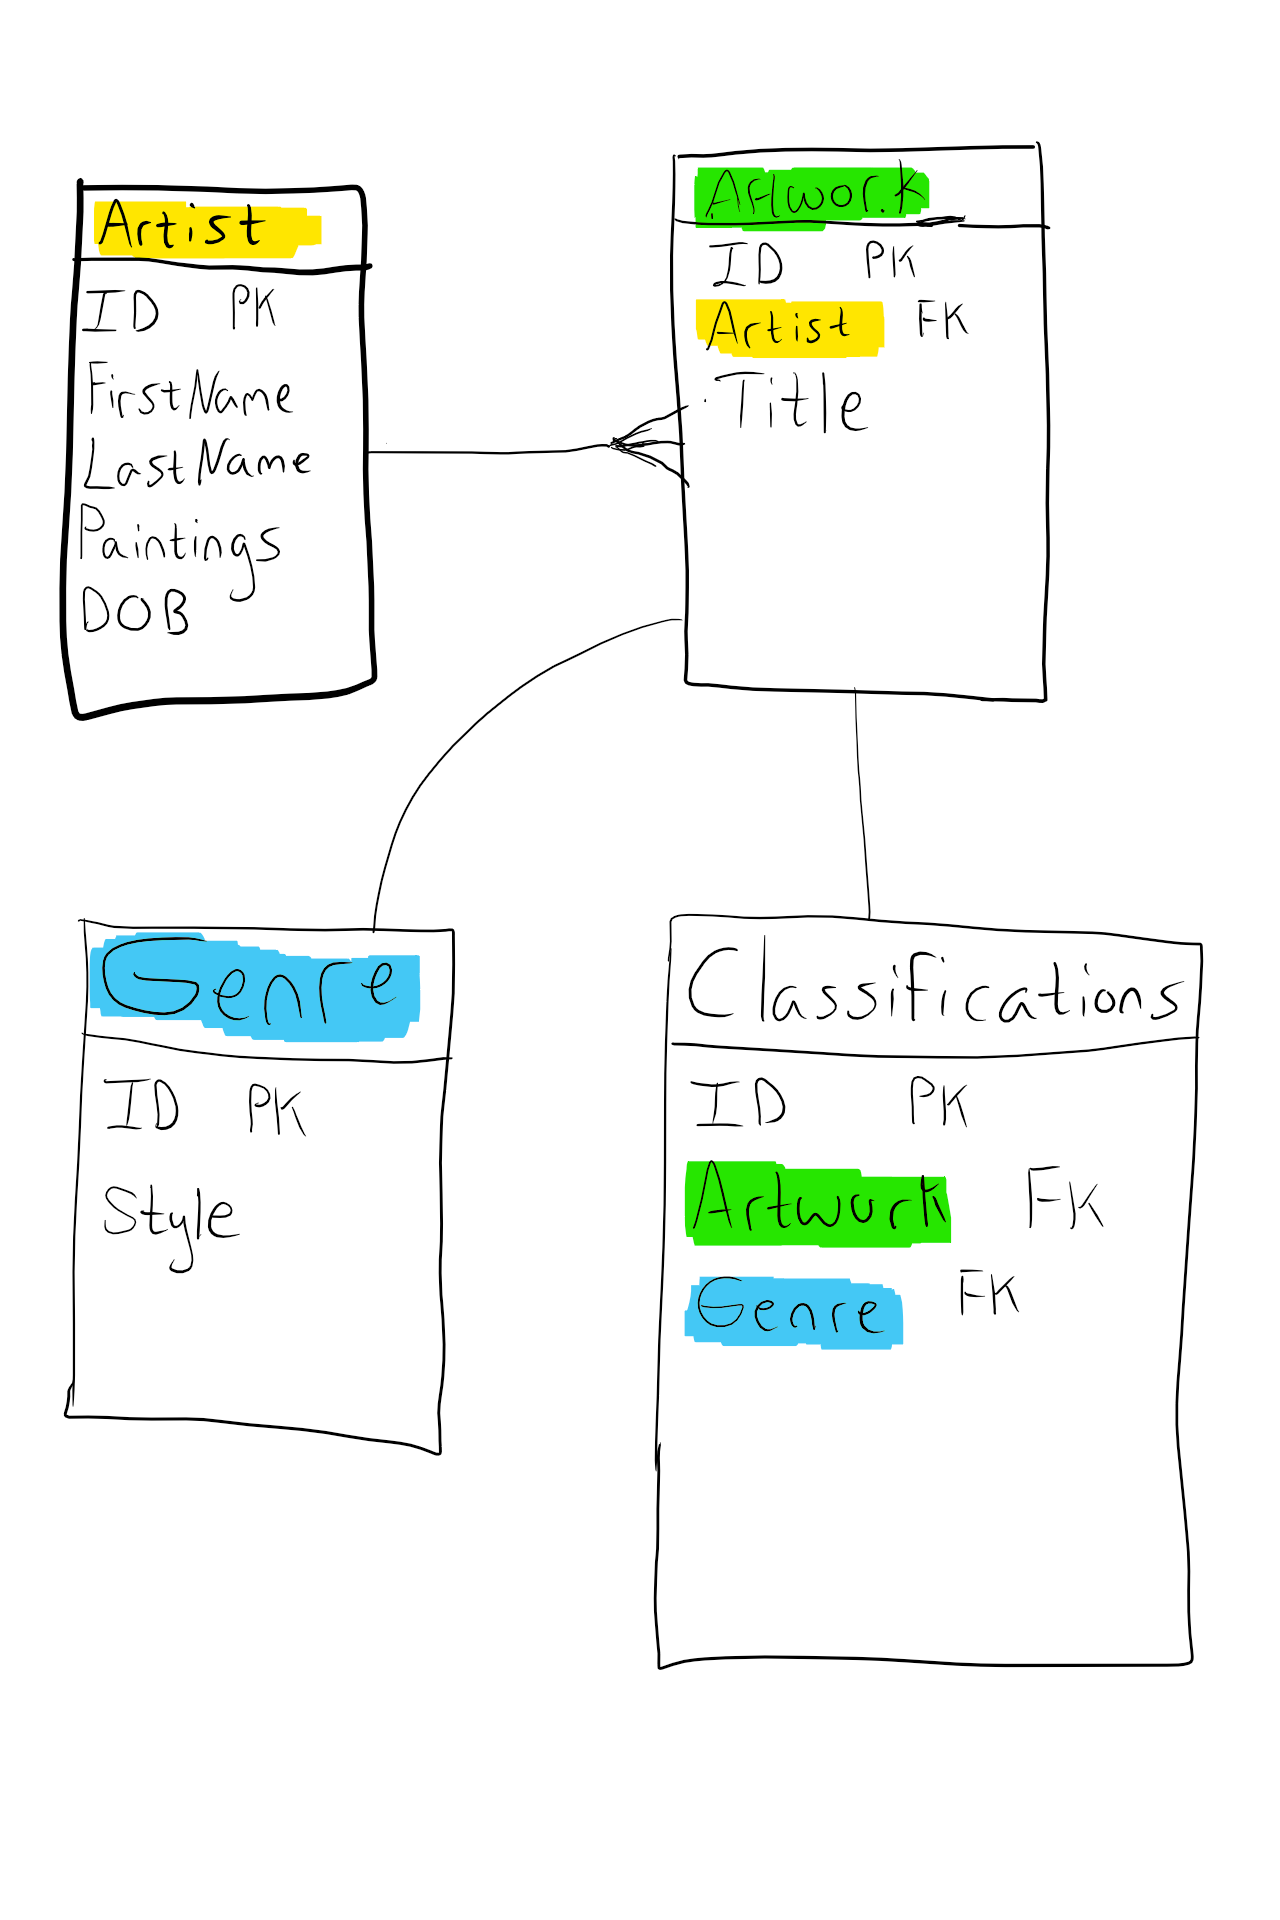 Artist
ID PK
FirstName
LastName
Paintings
DOB
Artwork
ID PK
Artist FK
Title
Genre
ID PK
Style
Classifications
ID PK
Artwork FK
Genre FK